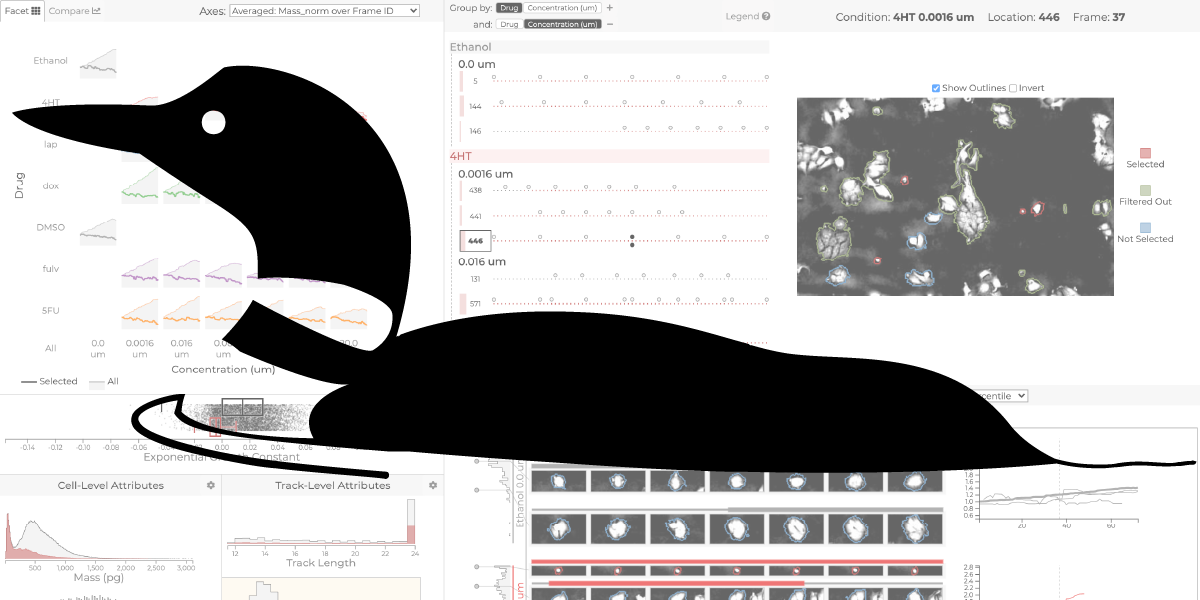 Facet Compare
Axes: Averaged: Mass_norm over Frame ID
Ethanol
4HT
lap
dox
DMSO
fulv
5FU
All
Drug
0.0 um
0.0016 um
0.016 um
um
um
Concentration (um)
Selected All
-0.14 -0.12 -0.10 -0.08 -0.06 0.00 0.02 0.04 0.06
Exponential Growth Constant
Cell-Level Attributes
500 1,000 1,500 2,000 2,500 3,000
Mass (pg)
Track-Level Attributes
12 14 16 18 20 22 24
Track Length
Group by: Drug Concentration (um) +
and: Drug Concentration (um) −
Legend
Ethanol
0.0 um
5
144
146
4HT
0.0016 um
438
441
446
0.016 um
131
571
Condition: 4HT 0.0016 um Location: 446 Frame: 37
Show Outlines Invert
Selected
Filtered Out
Not Selected
Ethanol 0.0 um
um
1.8
1.6
1.4
1.2
1.0
0.8
0.6
20 40 60
2.8
2.6
2.4
2.2
2.0